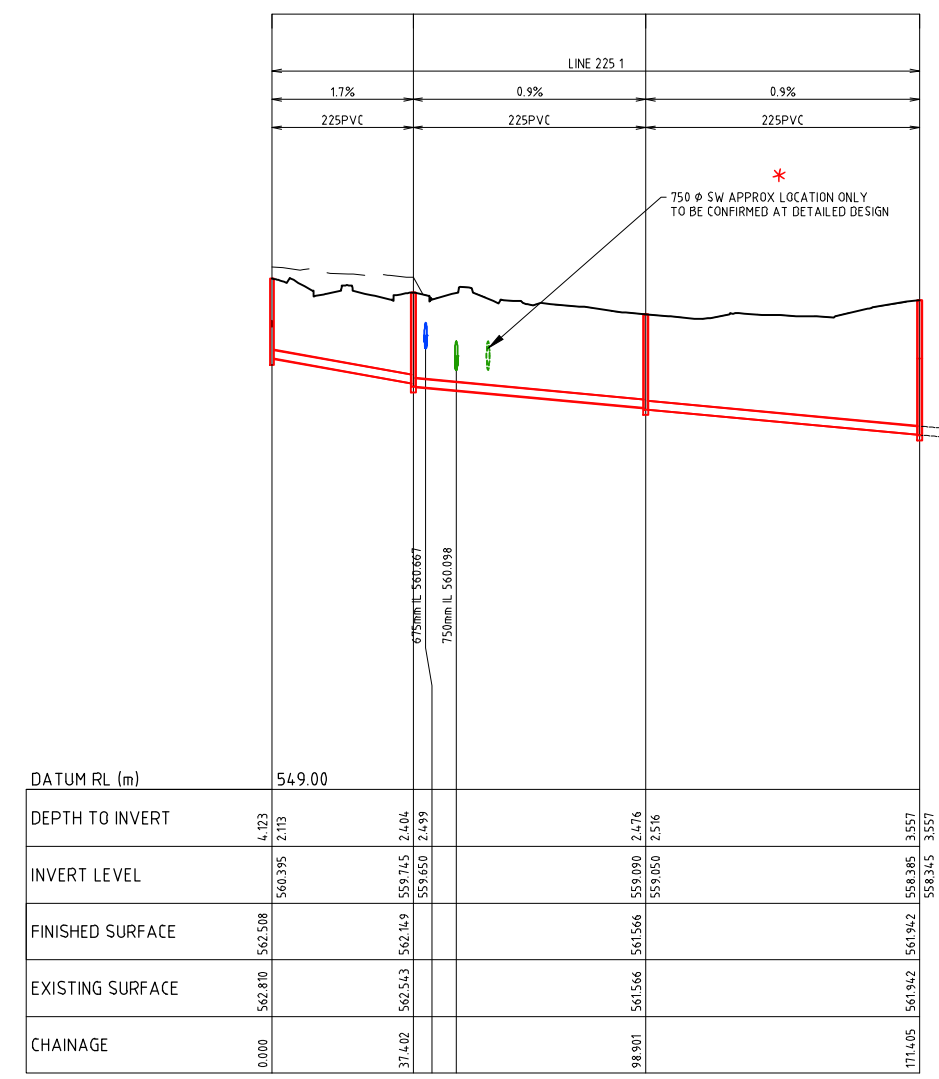 LINE 225 1
1.7% 0.9% 0.9%
225PVC 225PVC 225PVC
*
750 Ø SW APPROX LOCATION ONLY
TO BE CONFIRMED AT DETAILED DESIGN
675mm IL 560.667
750mm IL 560.098
DATUM RL (m) 549.00
DEPTH TO INVERT 4.123 2.113 2.404 2.499 2.476 2.516 3.557 3.557
INVERT LEVEL 560.395 559.745 559.650 559.090 559.050 558.385 558.345
FINISHED SURFACE 562.508 562.149 561.566 561.942
EXISTING SURFACE 562.810 562.543 561.566 561.942
CHAINAGE 0.000 37.402 98.901 171.405